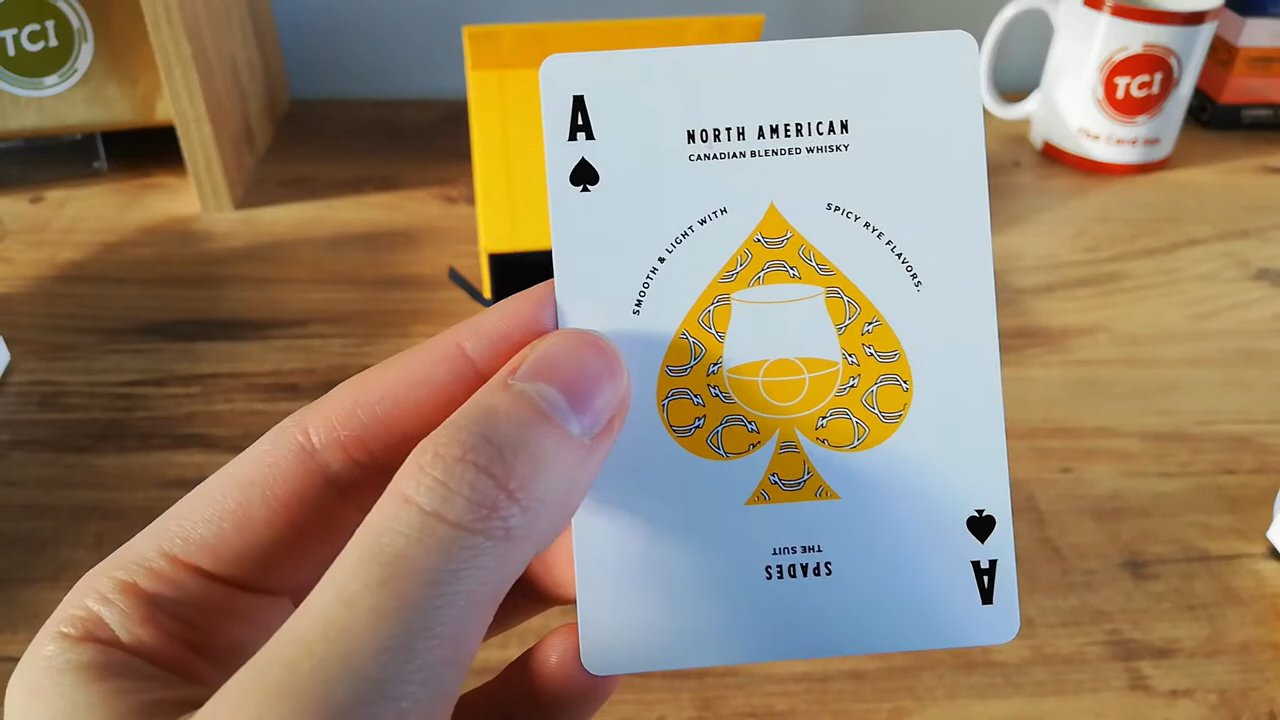 TCI
A
NORTH AMERICAN
CANADIAN BLENDED WHISKY
SMOOTH & LIGHT WITH
SPICY RYE FLAVORS.
THE SUIT
SPADES
A
TCI